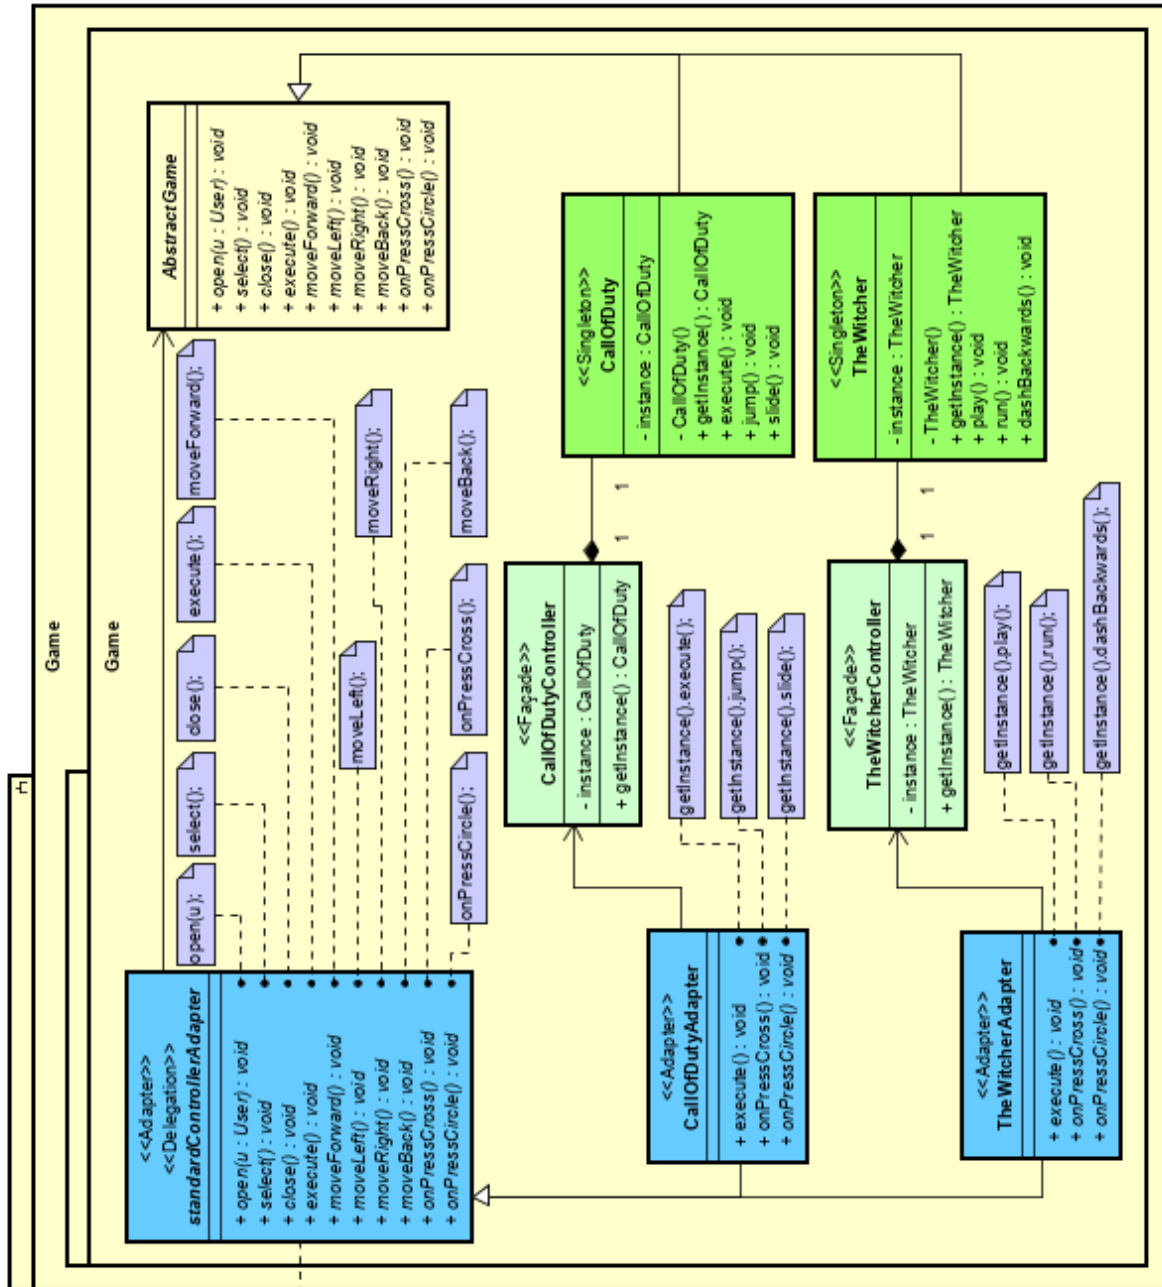 Game
Game
<<Adapter>>
<<Delegation>>
standardControllerAdapter
+ open(u : User) : void
+ select() : void
+ close() : void
+ execute() : void
+ moveForward() : void
+ moveLeft() : void
+ moveRight() : void
+ moveBack() : void
+ onPressCross() : void
+ onPressCircle() : void
open(u);
select();
close();
execute();
moveForward();
moveLeft();
moveRight();
onPressCircle();
onPressCross();
moveBack();
AbstractGame
+ open(u : User) : void
+ select() : void
+ close() : void
+ execute() : void
+ moveForward() : void
+ moveLeft() : void
+ moveRight() : void
+ moveBack() : void
+ onPressCross() : void
+ onPressCircle() : void
<<Façade>>
CallOfDutyController
- instance : CallOfDuty
+ getInstance() : CallOfDuty
1
1
<<Singleton>>
CallOfDuty
- instance : CallOfDuty
- CallOfDuty()
+ getInstance() : CallOfDuty
+ execute() : void
+ jump() : void
+ slide() : void
<<Adapter>>
CallOfDutyAdapter
+ execute() : void
+ onPressCross() : void
+ onPressCircle() : void
getInstance().execute();
getInstance().jump();
getInstance().slide();
<<Façade>>
TheWitcherController
- instance : TheWitcher
+ getInstance() : TheWitcher
1
1
<<Singleton>>
TheWitcher
- instance : TheWitcher
- TheWitcher()
+ getInstance() : TheWitcher
+ play() : void
+ run() : void
+ dashBackwards() : void
<<Adapter>>
TheWitcherAdapter
+ execute() : void
+ onPressCross() : void
+ onPressCircle() : void
getInstance().play();
getInstance().run();
getInstance().dashBackwards();